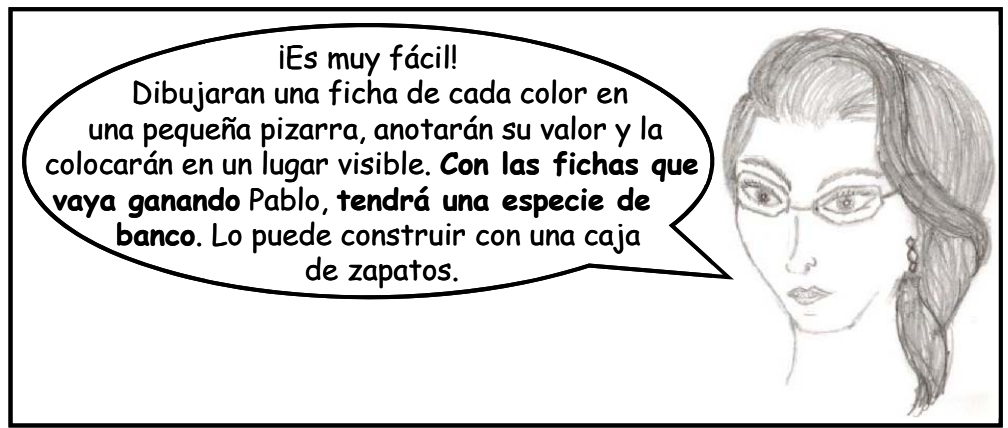 ¡Es muy fácil!
Dibujaran una ficha de cada color en
una pequeña pizarra, anotarán su valor y la
colocarán en un lugar visible. Con las fichas que
vaya ganando Pablo, tendrá una especie de
banco. Lo puede construir con una caja
de zapatos.